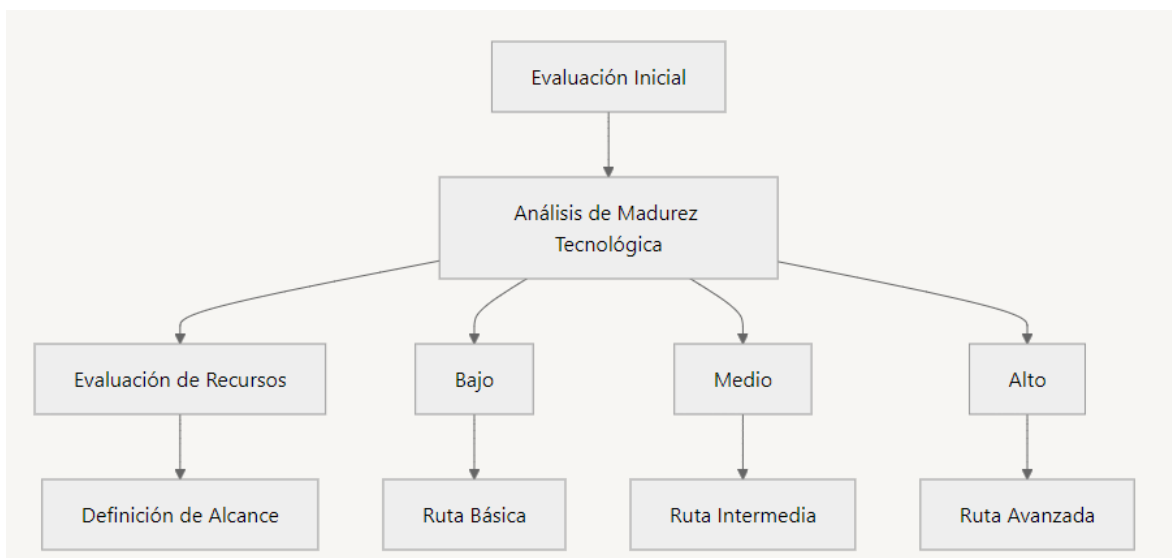 Evaluación Inicial
Análisis de Madurez
Tecnológica
Evaluación de Recursos
Bajo
Medio
Alto
Definición de Alcance
Ruta Básica
Ruta Intermedia
Ruta Avanzada